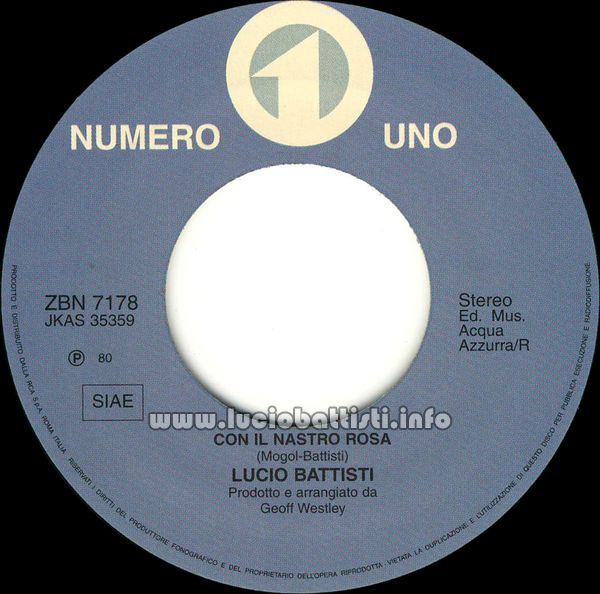 NUMERO UNO
ZBN 7178
JKAS 35359
Ⓟ 80
SIAE
Stereo
Ed. Mus.
Acqua
Azzurra/R
www.luciobattisti.info
CON IL NASTRO ROSA
(Mogol-Battisti)
LUCIO BATTISTI
Prodotto e arrangiato da
Geoff Westley
PRODOTTO E DISTRIBUITO DALLA RCA S.p.A. ROMA ITALIA - RISERVATI I DIRITTI DEL PRODUTTORE FONOGRAFICO E DEL PROPRIETARIO DELL'OPERA RIPRODOTTA - VIETATA LA DUPLICAZIONE E L'UTILIZZAZIONE DI QUESTO DISCO PER PUBBLICA ESECUZIONE E RADIODIFFUSIONE.